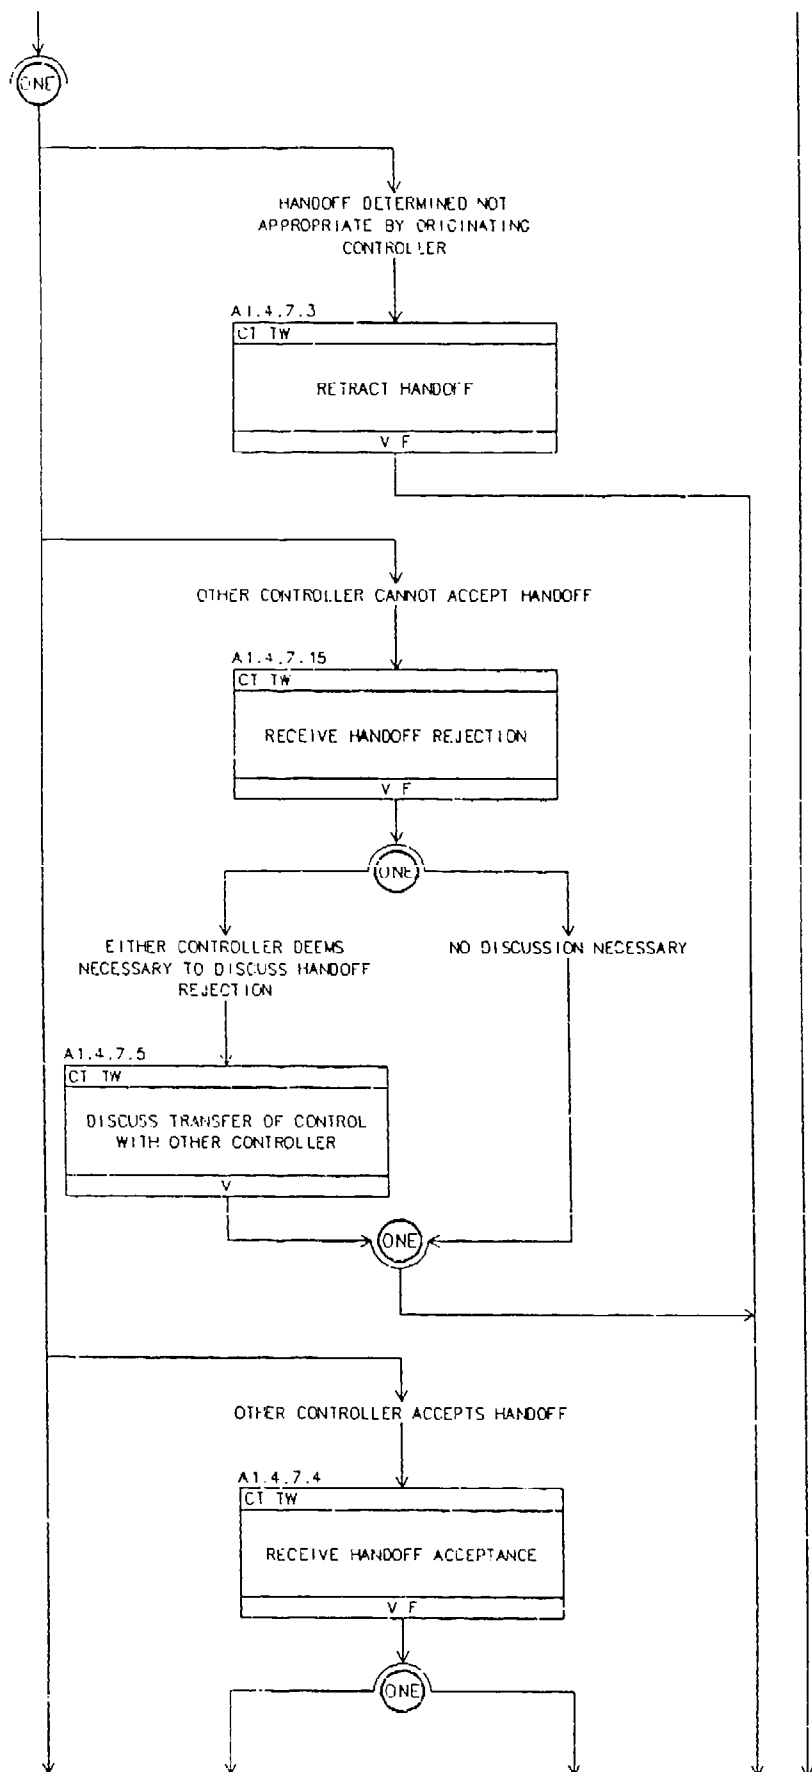 ONE
HANDOFF DETERMINED NOT
APPROPRIATE BY ORIGINATING
CONTROLLER
A1.4.7.3
CT TW
RETRACT HANDOFF
V F
OTHER CONTROLLER CANNOT ACCEPT HANDOFF
A1.4.7.15
CT TW
RECEIVE HANDOFF REJECTION
V F
ONE
EITHER CONTROLLER DEEMS
NECESSARY TO DISCUSS HANDOFF
REJECTION
NO DISCUSSION NECESSARY
A1.4.7.5
CT TW
DISCUSS TRANSFER OF CONTROL
WITH OTHER CONTROLLER
V
ONE
OTHER CONTROLLER ACCEPTS HANDOFF
A1.4.7.4
CT TW
RECEIVE HANDOFF ACCEPTANCE
V F
ONE